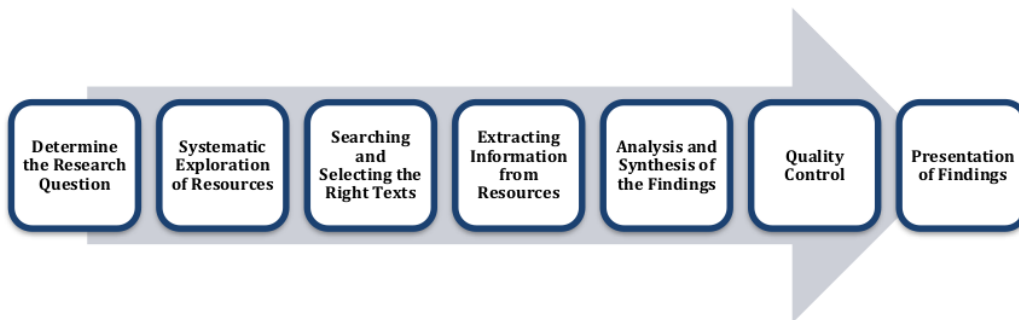 Determine
the Research
Question
Systematic
Exploration
of Resources
Searching
and
Selecting the
Right Texts
Extracting
Information
from
Resources
Analysis and
Synthesis of
the Findings
Quality
Control
Presentation
of Findings